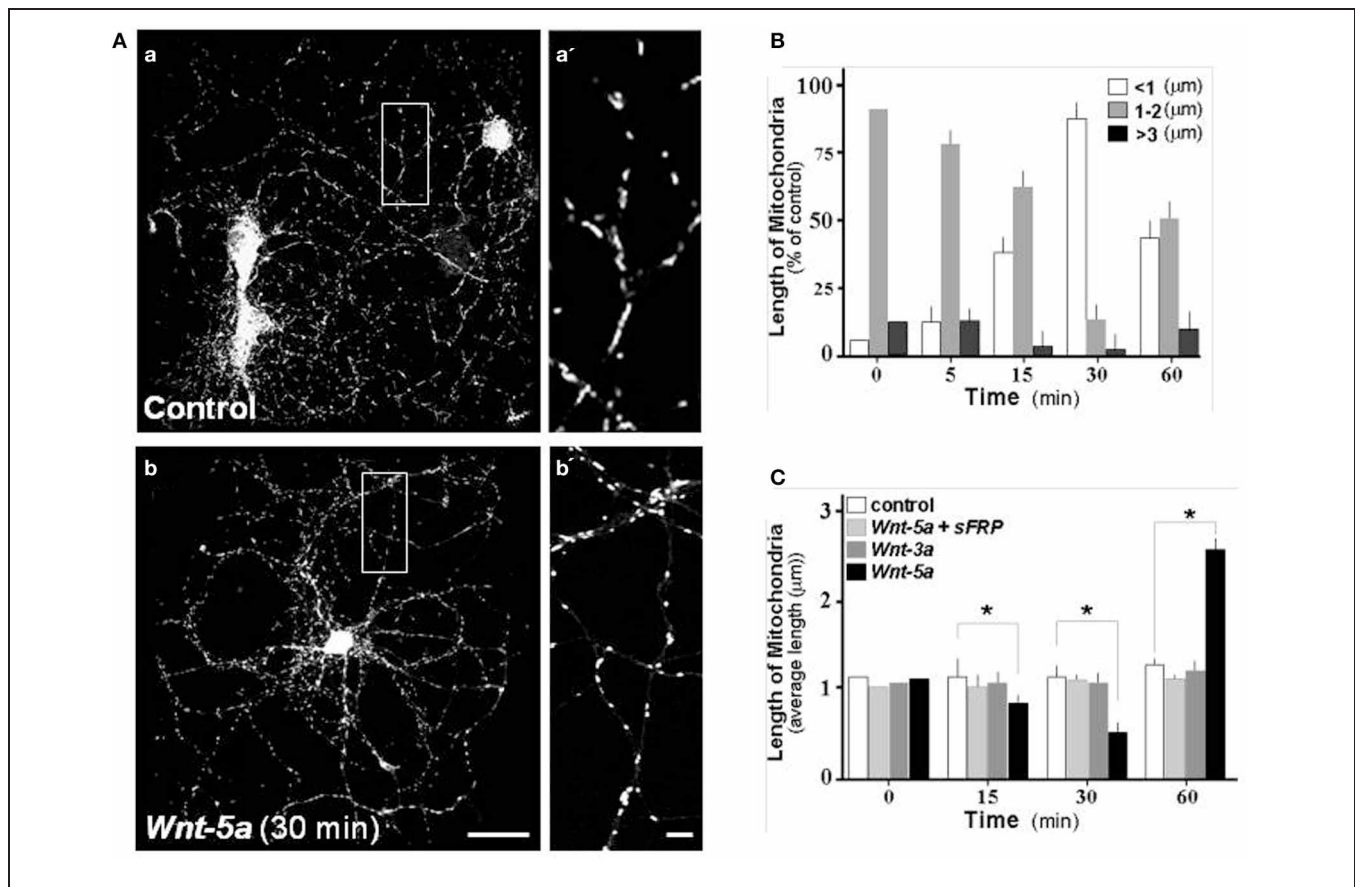 A
a
a´
Control
b
b´
Wnt-5a (30 min)
B
Length of Mitochondria
(% of control)
100
75
50
25
0
<1 (μm)
1-2 (μm)
>3 (μm)
0 5 15 30 60
Time (min)
C
Length of Mitochondria
(average length (μm))
3
2
1
0
control
Wnt-5a + sFRP
Wnt-3a
Wnt-5a
*
*
*
0 15 30 60
Time (min)